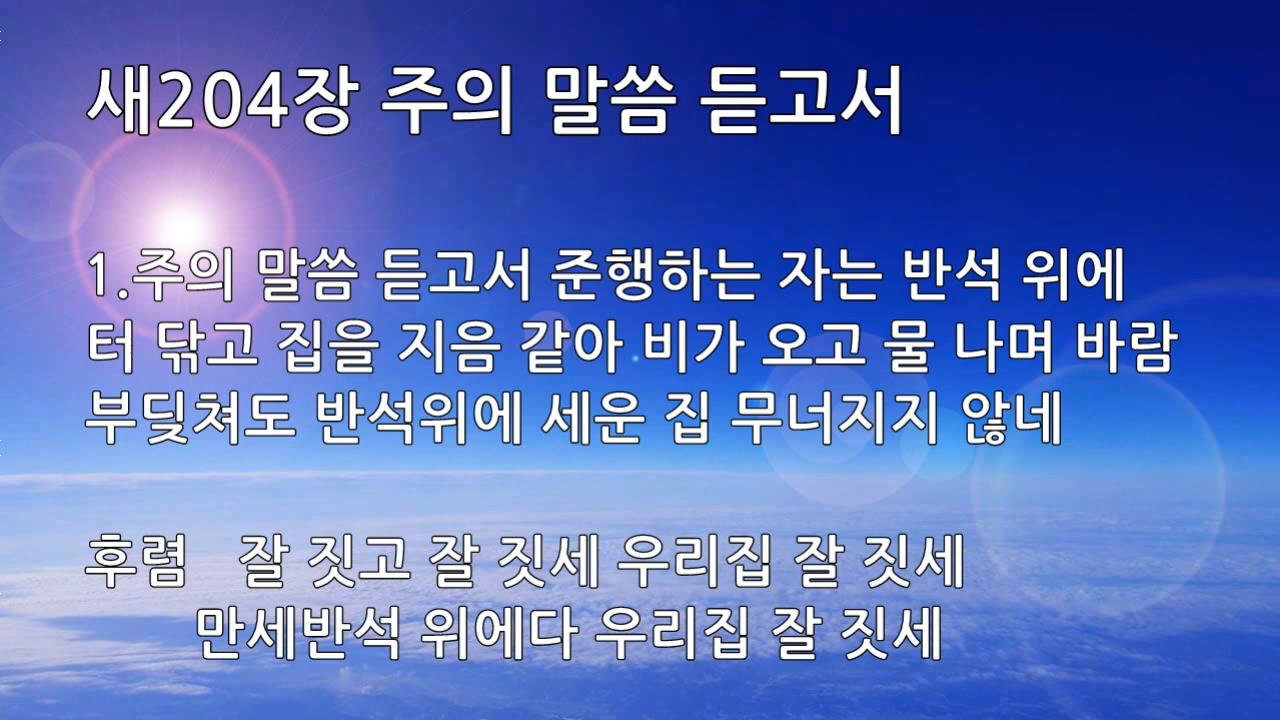 새204장 주의 말씀 듣고서
1.주의 말씀 듣고서 준행하는 자는 반석 위에
터 닦고 집을 지음 같아 비가 오고 물 나며 바람
부딪쳐도 반석위에 세운 집 무너지지 않네
후렴 잘 짓고 잘 짓세 우리집 잘 짓세
만세반석 위에다 우리집 잘 짓세